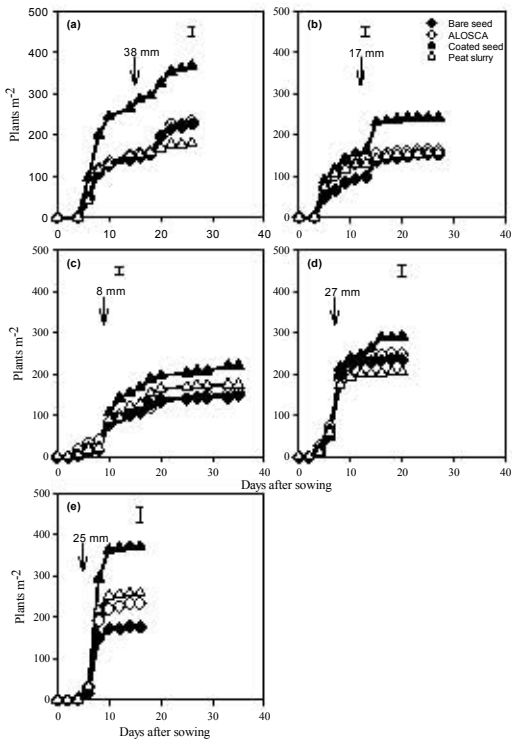 (a)
38 mm
Plants m-2
500
400
300
200
100
0
0 10 20 30 40
(b)
17 mm
Bare seed
ALOSCA
Coated seed
Peat slurry
500
400
300
200
100
0
0 10 20 30 40
(c)
8 mm
Plants m-2
500
400
300
200
100
0
0 10 20 30 40
Days after sowing
(d)
27 mm
500
400
300
200
100
0
0 10 20 30 40
Days after sowing
(e)
25 mm
Plants m-2
500
400
300
200
100
0
0 10 20 30 40
Days after sowing